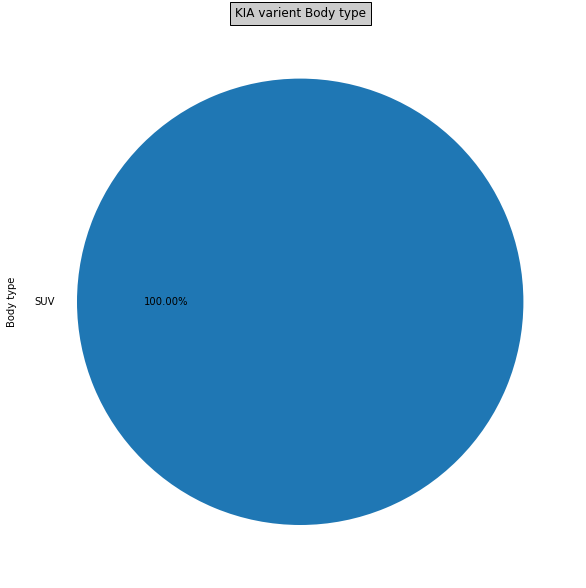 KIA varient Body type
Body type
SUV
100.00%